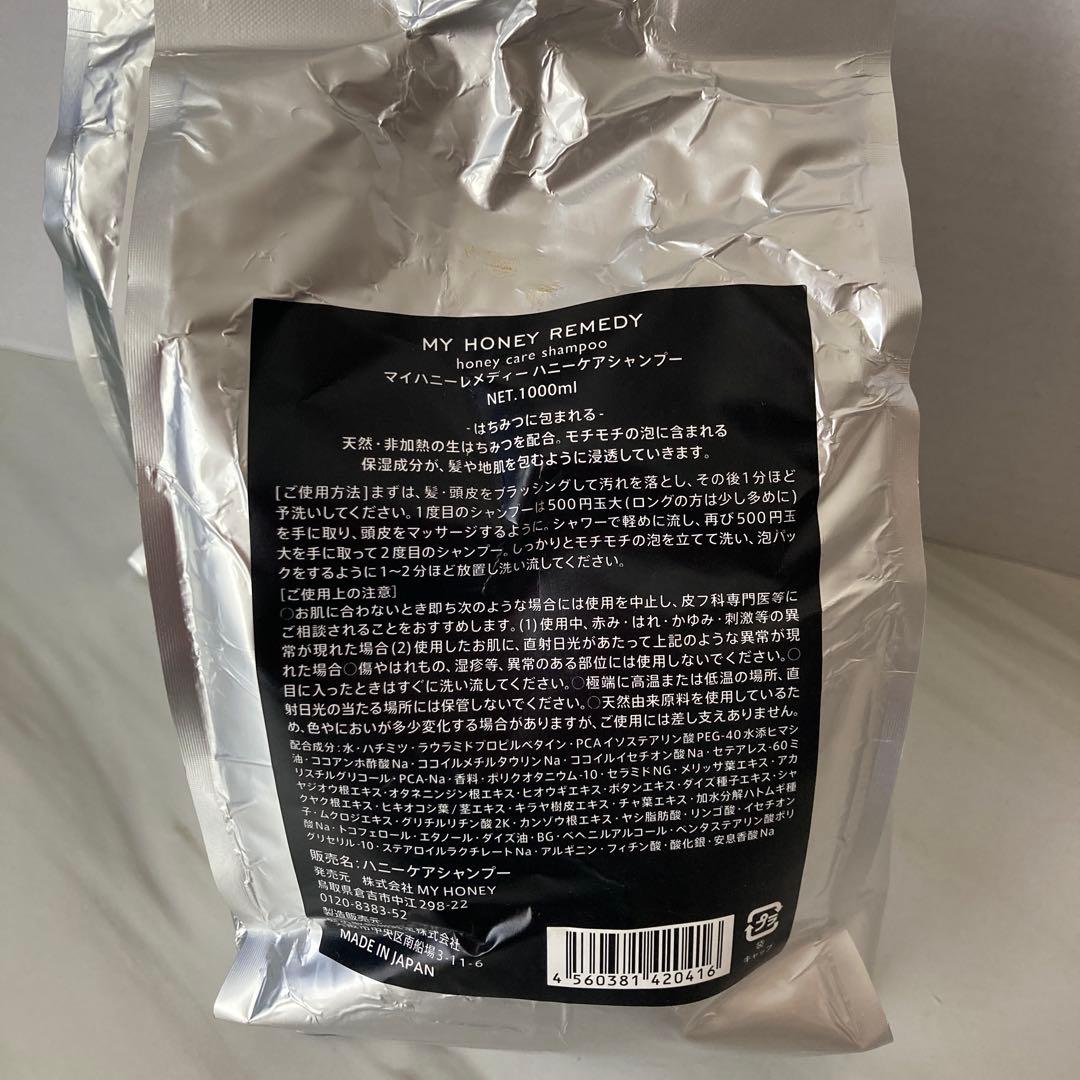 MY HONEY REMEDY
honey care shampoo
マイハニーレメディー ハニーケアシャンプー
NET.1000ml
- はちみつに包まれる -
天然・非加熱の生はちみつを配合。モチモチの泡に含まれる
保湿成分が、髪や地肌を包むように浸透していきます。
[ご使用方法]まずは、髪・頭皮をブラッシングして汚れを落とし、その後1分ほど
予洗いしてください。1度目のシャンプーは500円玉大(ロングの方は少し多めに)
を手に取り、頭皮をマッサージするように。シャワーで軽めに流し、再び500円玉
大を手に取って2度目のシャンプー。しっかりとモチモチの泡を立てて洗い、泡パッ
クをするように1～2分ほど放置し洗い流してください。
[ご使用上の注意]
○お肌に合わないとき即ち次のような場合には使用を中止し、皮フ科専門医等に
ご相談されることをおすすめします。(1)使用中、赤み・はれ・かゆみ・刺激等の異
常が現れた場合(2)使用したお肌に、直射日光があたって上記のような異常が現
れた場合○傷やはれもの、湿疹等、異常のある部位には使用しないでください。○
目に入ったときはすぐに洗い流してください。○極端に高温または低温の場所、直
射日光の当たる場所には保管しないでください。○天然由来原料を使用しているた
め、色やにおいが多少変化する場合がありますが、ご使用には差し支えありません。
配合成分:水・ハチミツ・ラウラミドプロピルベタイン・PCAイソステアリン酸PEG-40水添ヒマシ
油・ココアンホ酢酸Na・ココイルメチルタウリンNa・ココイルイセチオン酸Na・セテアレス-60ミ
リスチルグリコール・PCA-Na・香料・ポリクオタニウム-10・セラミドNG・メリッサ葉エキス・アカ
ヤジオウ根エキス・オタネニンジン根エキス・ヒオウギエキス・ボタンエキス・ダイズ種子エキス・シャ
クヤク根エキス・ヒキオコシ葉/茎エキス・キラヤ樹皮エキス・チャ葉エキス・加水分解ハトムギ種
子・ムクロジエキス・グリチルリチン酸2K・カンゾウ根エキス・ヤシ脂肪酸・リンゴ酸・イセチオン
酸Na・トコフェロール・エタノール・ダイズ油・BG・ベヘニルアルコール・ペンタステアリン酸ポリ
グリセリル-10・ステアロイルラクチレートNa・アルギニン・フィチン酸・酸化銀・安息香酸Na
販売名:ハニーケアシャンプー
発売元 株式会社 MY HONEY
鳥取県倉吉市中江298-22
0120-8383-52
製造販売元 株式会社
市中央区南船場3-11-6
MADE IN JAPAN
4 560381 420416
プラ
袋
キャップ